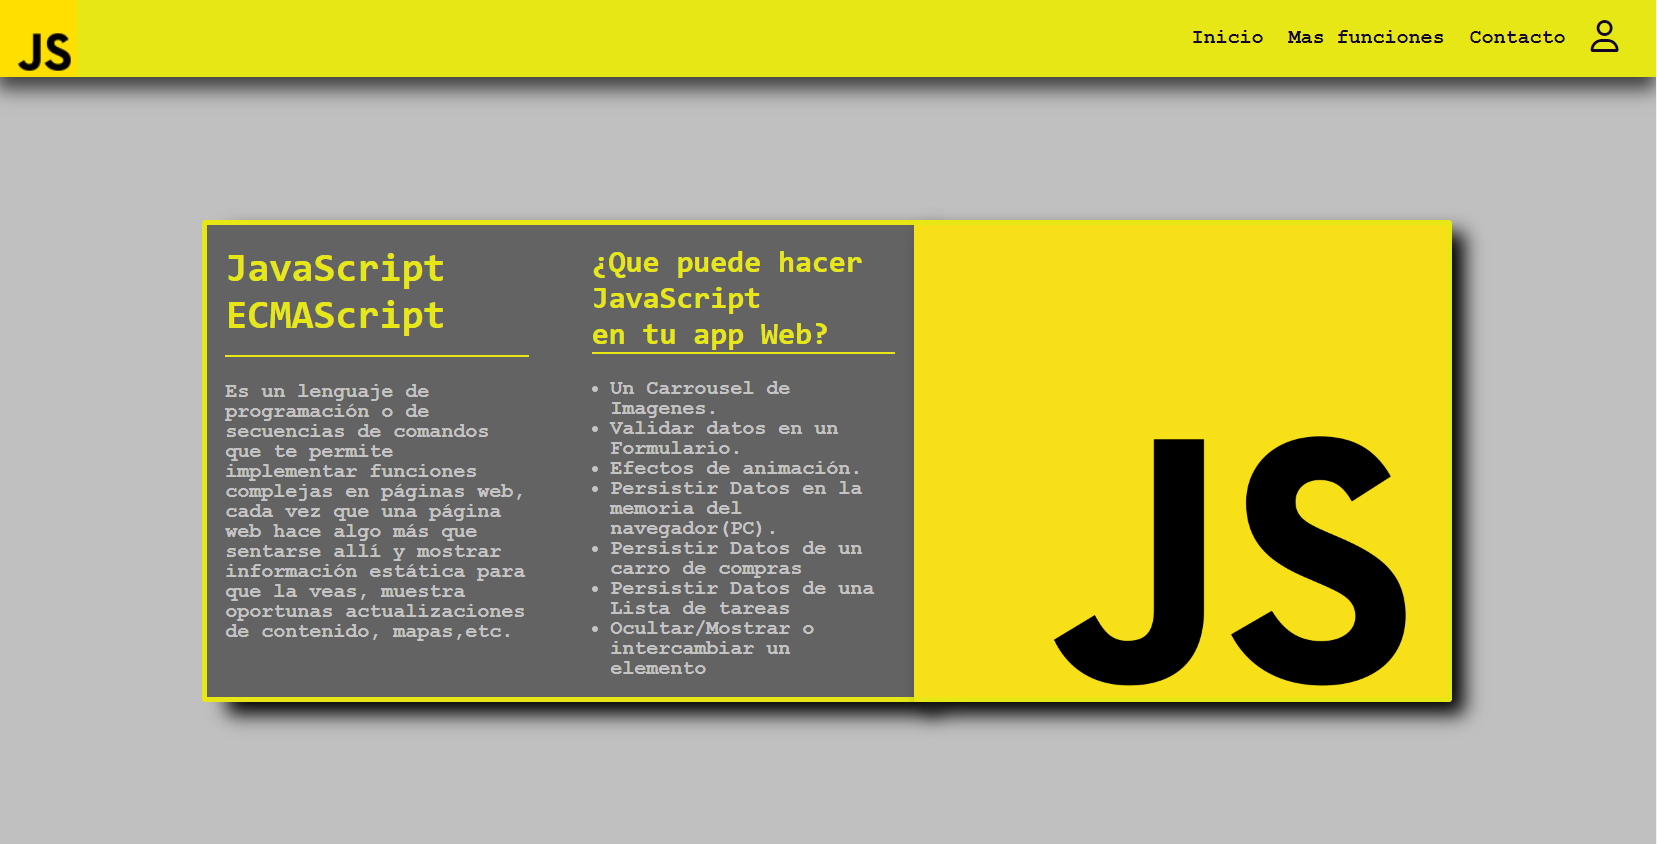 JS
Inicio Mas funciones Contacto
JavaScript
ECMAScript
Es un lenguaje de
programación o de
secuencias de comandos
que te permite
implementar funciones
complejas en páginas web,
cada vez que una página
web hace algo más que
sentarse allí y mostrar
información estática para
que la veas, muestra
oportunas actualizaciones
de contenido, mapas,etc.
¿Que puede hacer
JavaScript
en tu app Web?
• Un Carrousel de
Imagenes.
• Validar datos en un
Formulario.
• Efectos de animación.
• Persistir Datos en la
memoria del
navegador(PC).
• Persistir Datos de un
carro de compras
• Persistir Datos de una
Lista de tareas
• Ocultar/Mostrar o
intercambiar un
elemento
JS